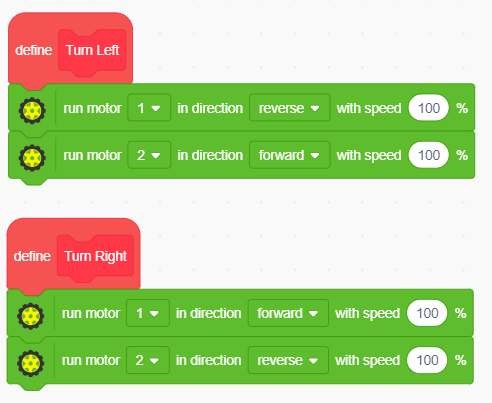 define Turn Left
run motor 1 in direction reverse with speed 100 %
run motor 2 in direction forward with speed 100 %
define Turn Right
run motor 1 in direction forward with speed 100 %
run motor 2 in direction reverse with speed 100 %